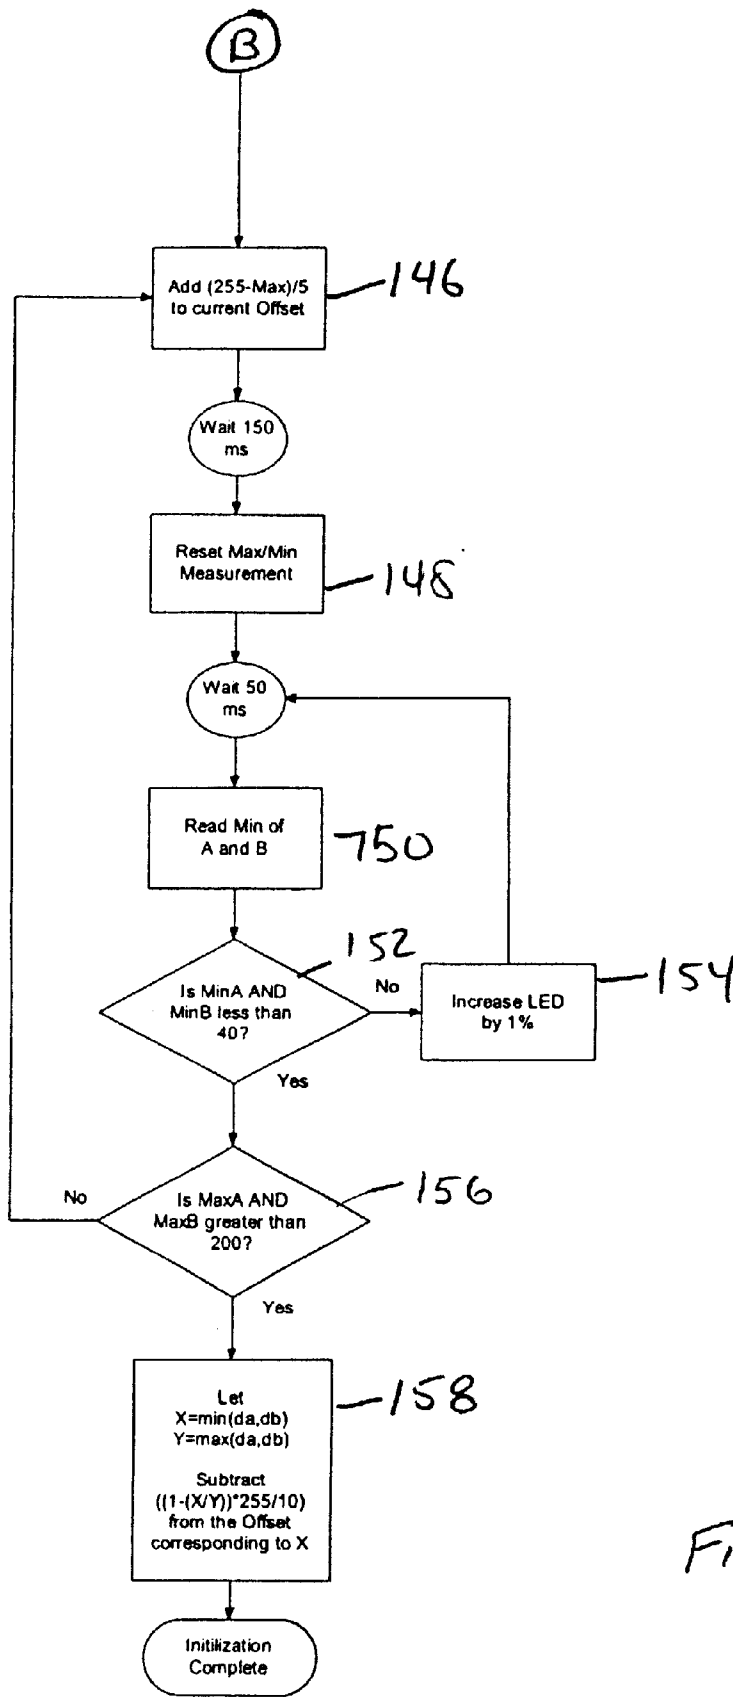 B
Add (255-Max)/5
to current Offset
146
Wait 150
ms
Reset Max/Min
Measurement
148
Wait 50
ms
Read Min of
A and B
750
152
Is MinA AND
MinB less than
40?
No
Increase LED
by 1%
154
Yes
156
No
Is MaxA AND
MaxB greater than
200?
Yes
158
Let
X=min(da,db)
Y=max(da,db)
Subtract
((1-(X/Y))*255/10)
from the Offset
corresponding to X
Initilization
Complete